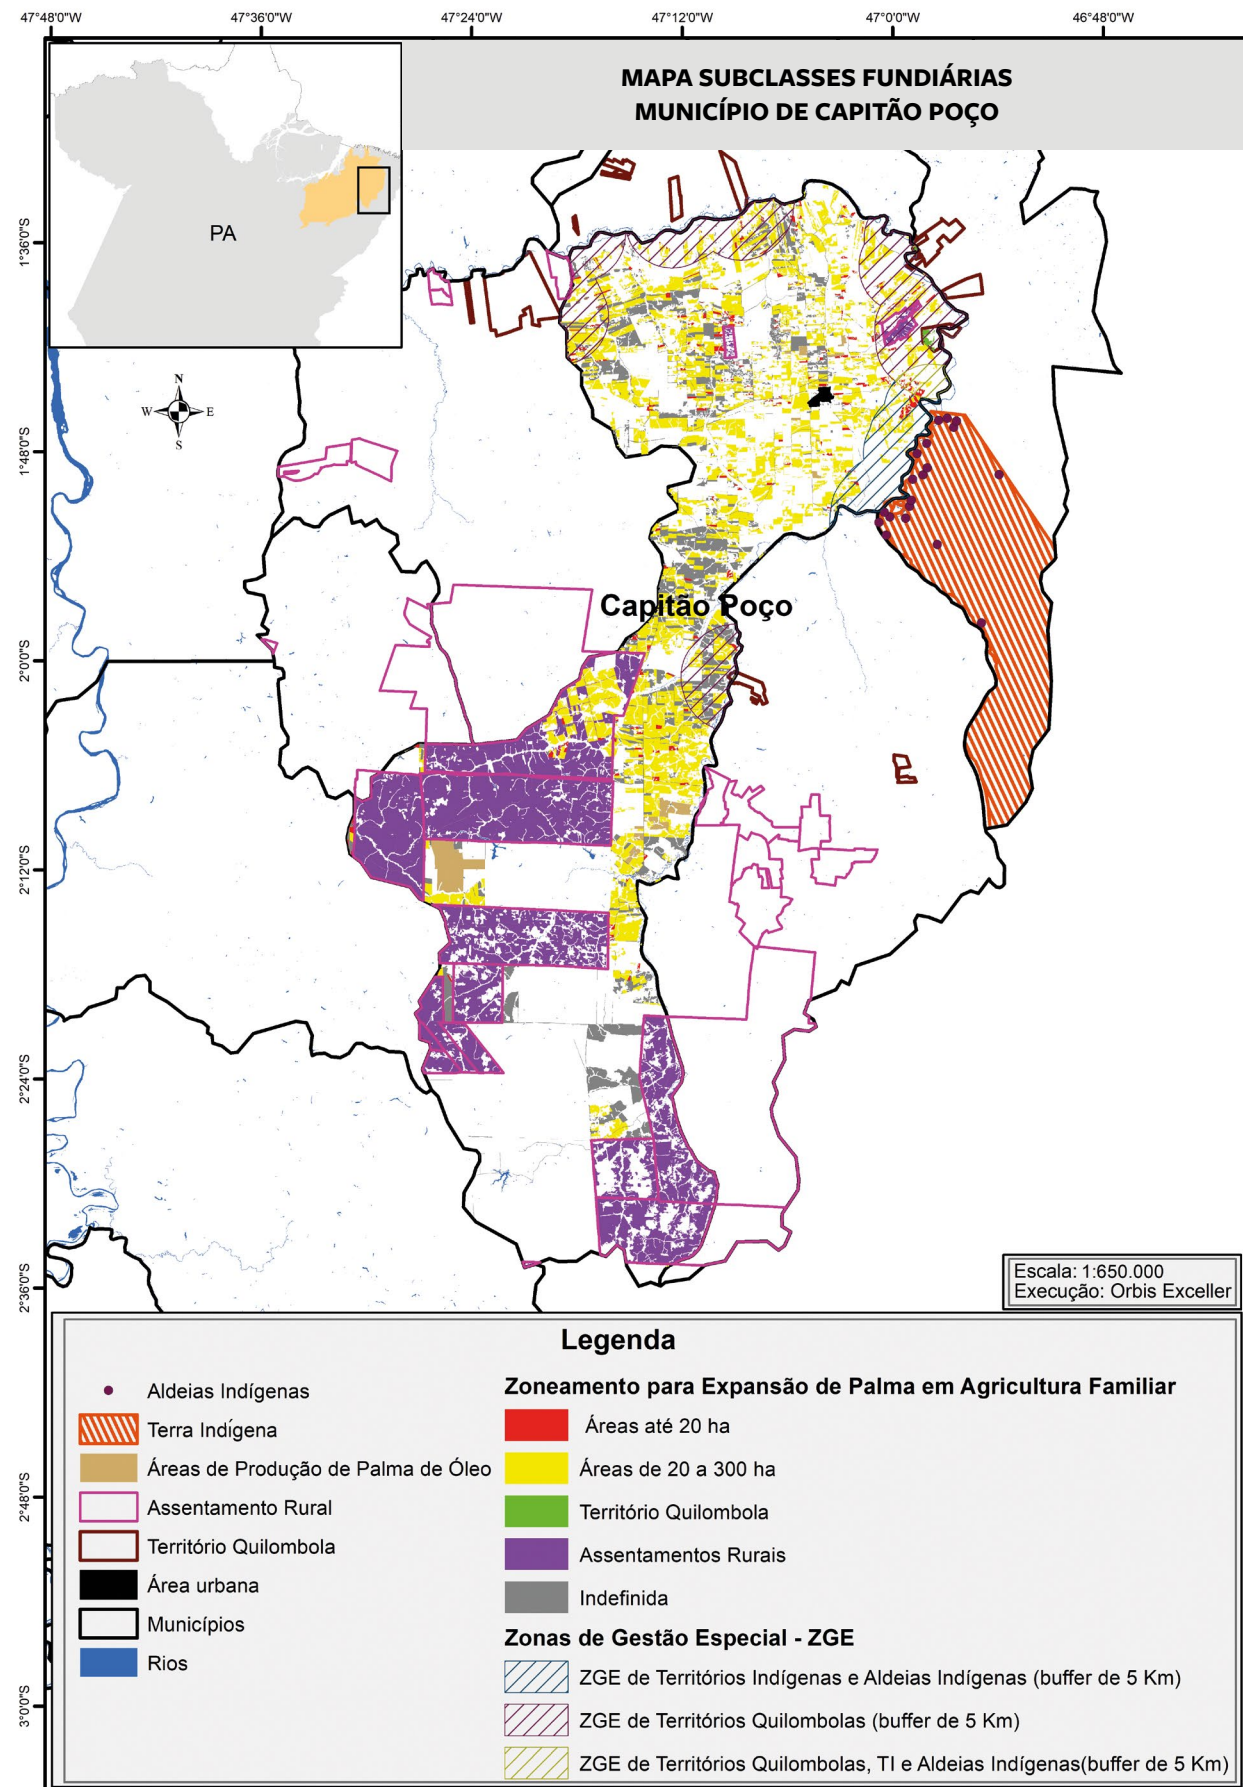 47°48'0"W 47°36'0"W 47°24'0"W 47°12'0"W 47°0'0"W 46°48'0"W
MAPA SUBCLASSES FUNDIÁRIAS
MUNICÍPIO DE CAPITÃO POÇO
PA
1°36'0"S
N
W E
S
1°48'0"S
Capitão Poço
2°0'0"S
2°12'0"S
2°24'0"S
2°36'0"S
Escala: 1:650.000
Execução: Orbis Exceller
2°48'0"S
3°0'0"S
Legenda
Aldeias Indígenas
Terra Indígena
Áreas de Produção de Palma de Óleo
Assentamento Rural
Território Quilombola
Área urbana
Municípios
Rios
Zoneamento para Expansão de Palma em Agricultura Familiar
Áreas até 20 ha
Áreas de 20 a 300 ha
Território Quilombola
Assentamentos Rurais
Indefinida
Zonas de Gestão Especial - ZGE
ZGE de Territórios Indígenas e Aldeias Indígenas (buffer de 5 Km)
ZGE de Territórios Quilombolas (buffer de 5 Km)
ZGE de Territórios Quilombolas, TI e Aldeias Indígenas(buffer de 5 Km)